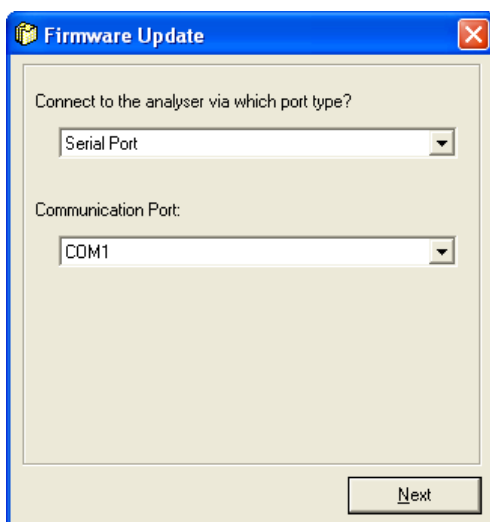 Firmware Update
Connect to the analyser via which port type?
Serial Port
Communication Port:
COM1
Next